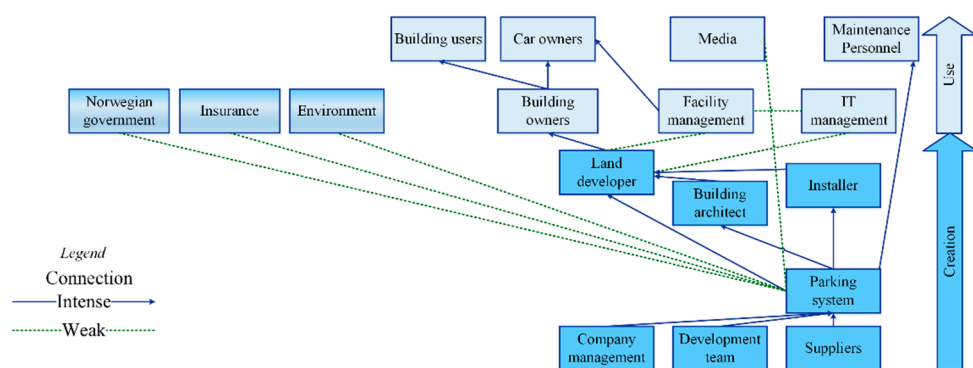 Building users
Car owners
Media
Maintenance
Personnel
Use
Norwegian
government
Insurance
Environment
Building
owners
Facility
management
IT
management
Land
developer
Building
architect
Installer
Creation
Legend
Connection
Intense
Weak
Parking
system
Company
management
Development
team
Suppliers